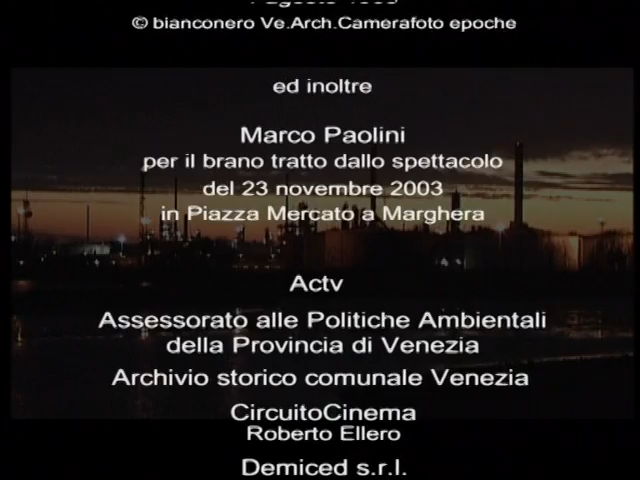 © bianconero Ve.Arch.Camerafoto epoche
ed inoltre
Marco Paolini
per il brano tratto dallo spettacolo
del 23 novembre 2003
in Piazza Mercato a Marghera
Actv
Assessorato alle Politiche Ambientali
della Provincia di Venezia
Archivio storico comunale Venezia
CircuitoCinema
Roberto Ellero
Demiced s.r.l.